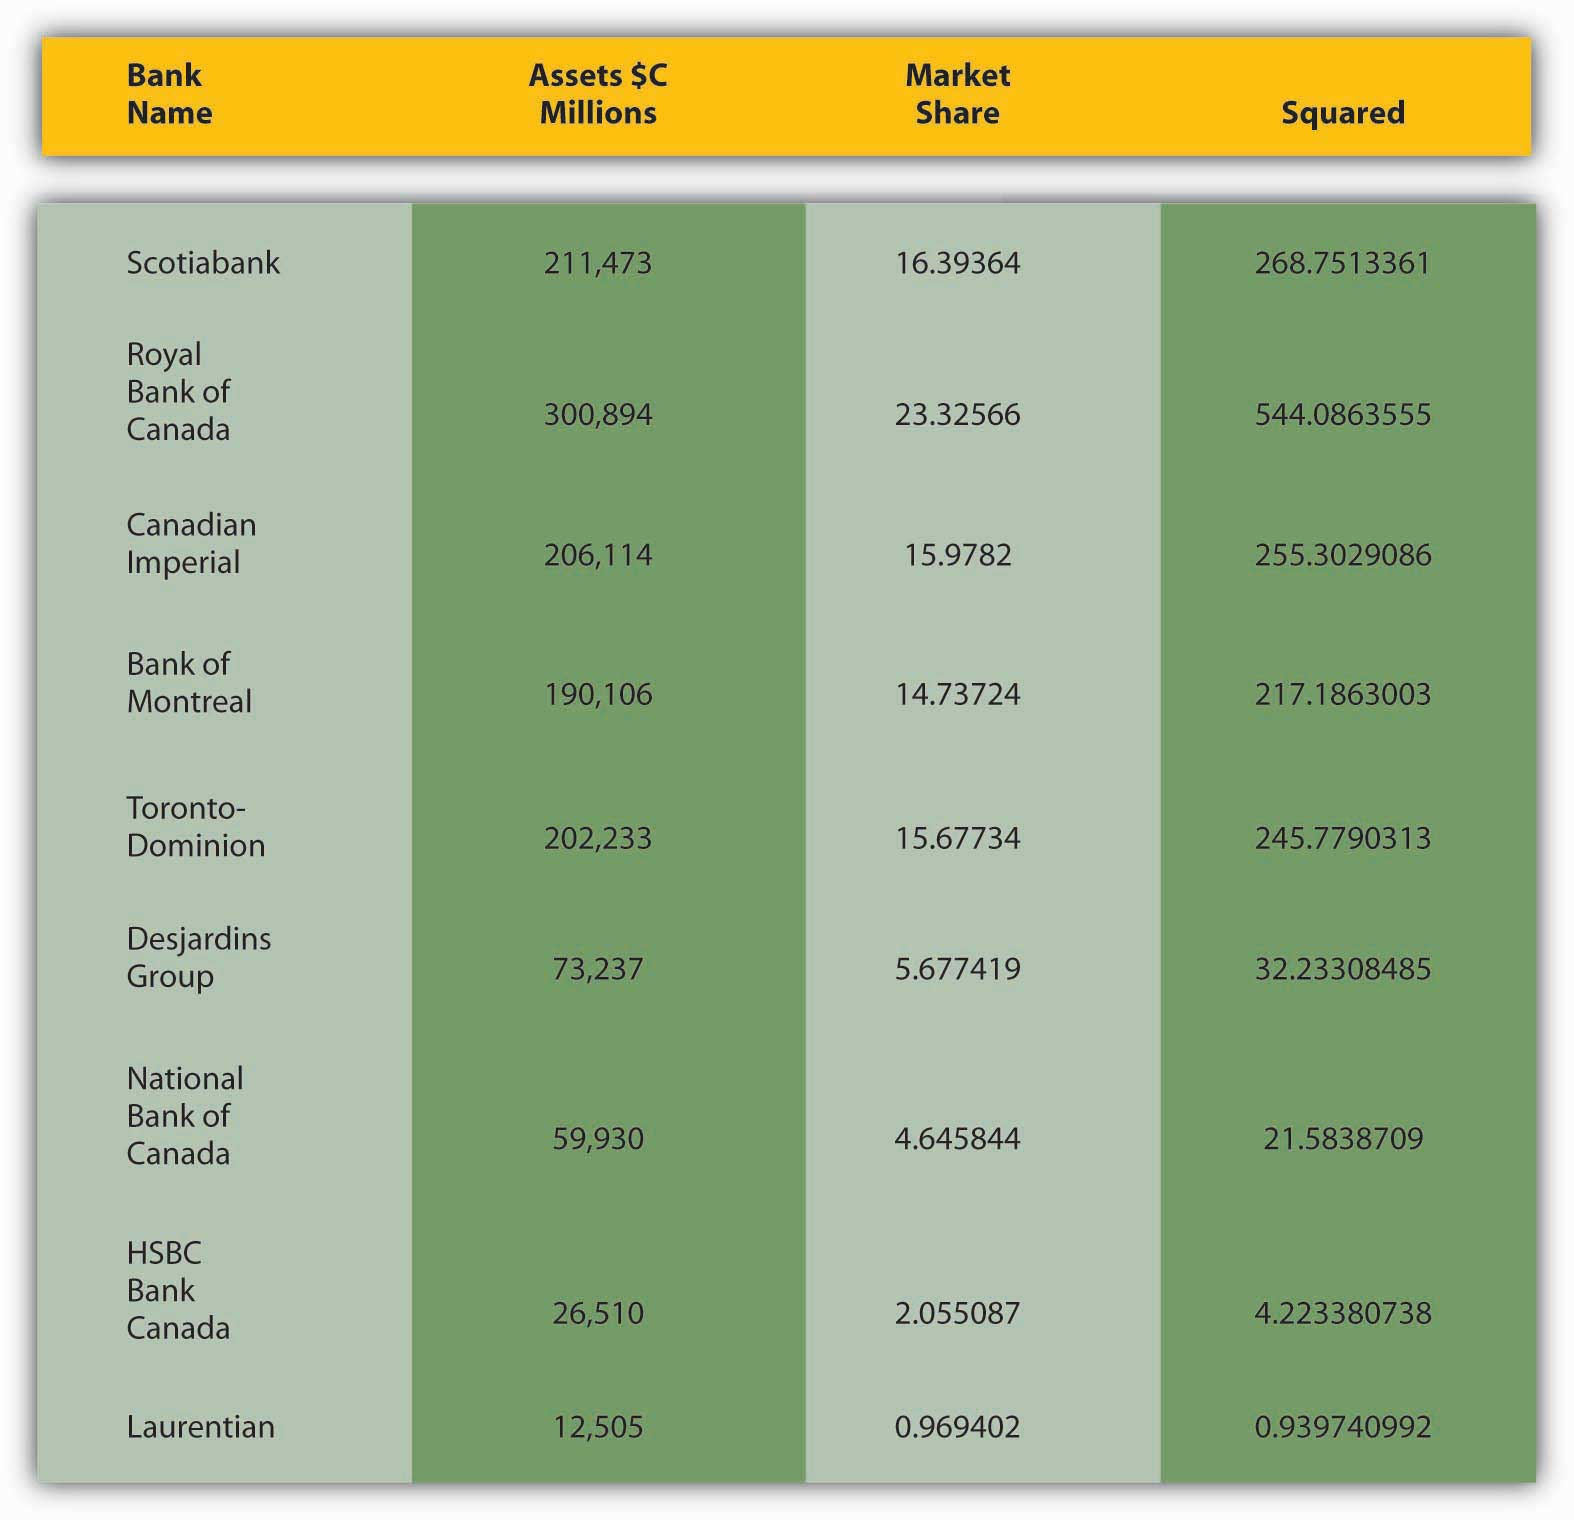 Bank Name Assets $C Millions Market Share Squared
Scotiabank 211,473 16.39364 268.7513361
Royal Bank of Canada 300,894 23.32566 544.0863555
Canadian Imperial 206,114 15.9782 255.3029086
Bank of Montreal 190,106 14.73724 217.1863003
Toronto-Dominion 202,233 15.67734 245.7790313
Desjardins Group 73,237 5.677419 32.23308485
National Bank of Canada 59,930 4.645844 21.5838709
HSBC Bank Canada 26,510 2.055087 4.223380738
Laurentian 12,505 0.969402 0.939740992